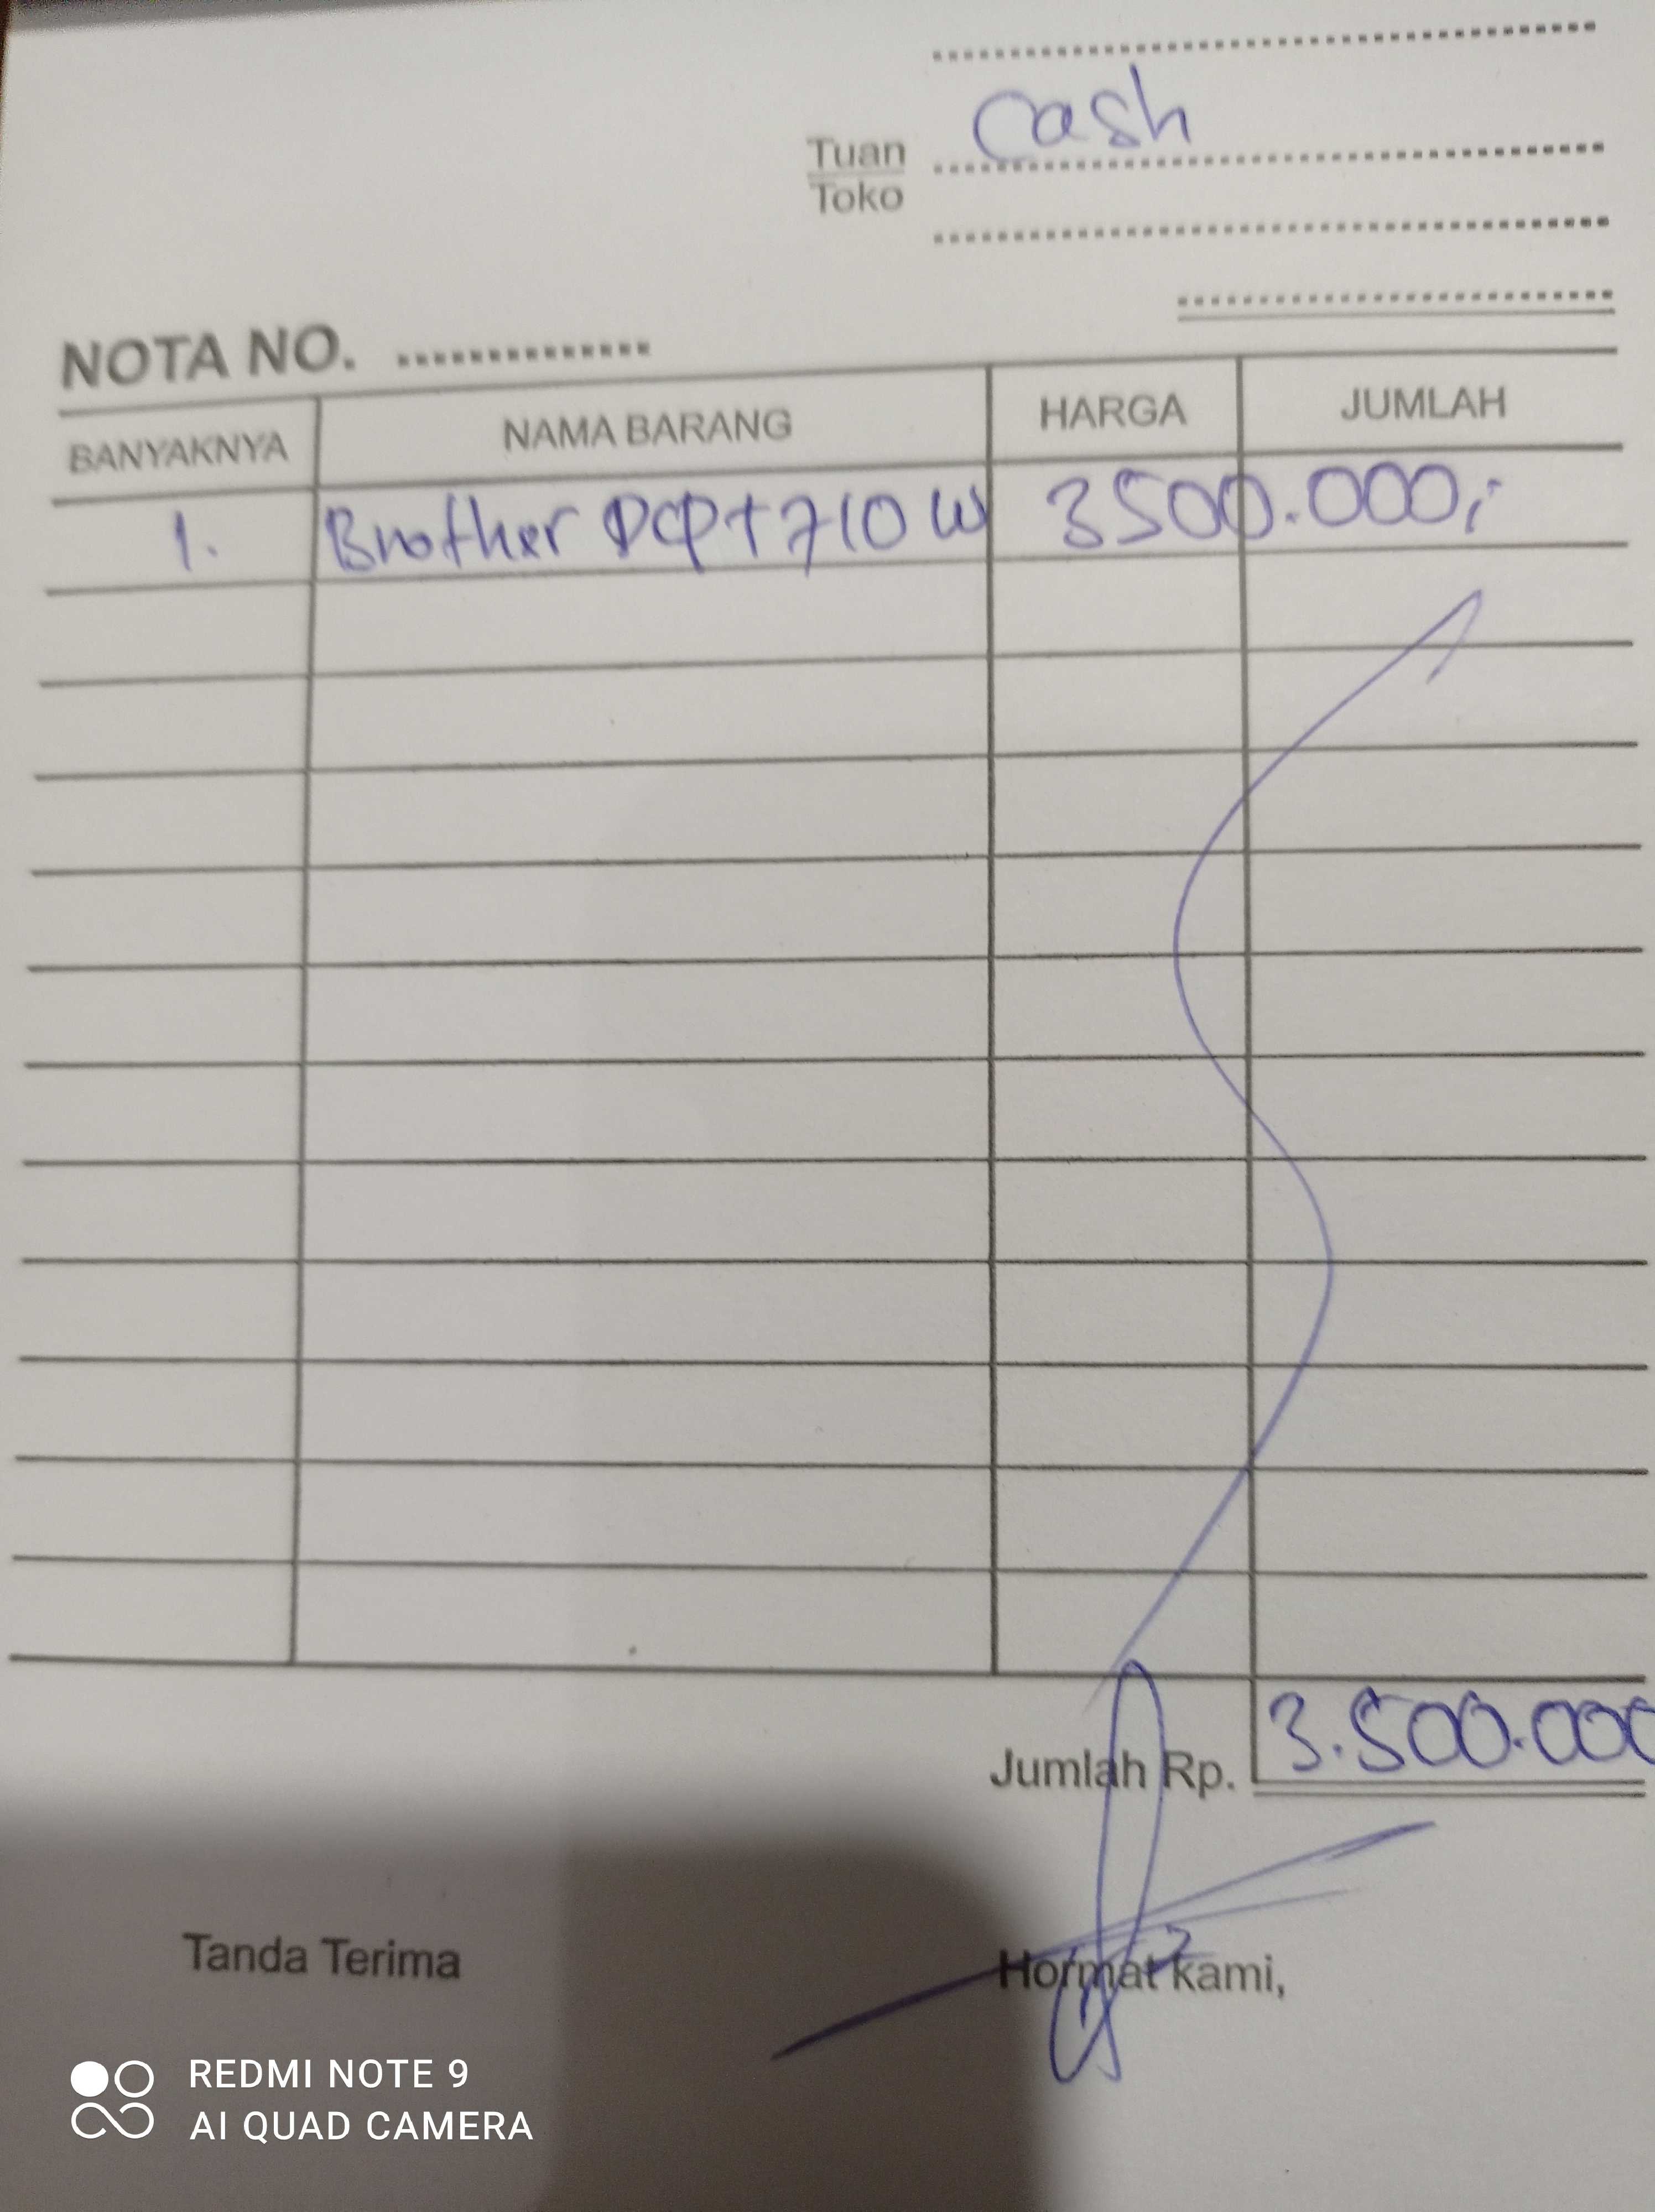 cash
Tuan
Toko
NOTA NO. ..............
BANYAKNYA NAMA BARANG HARGA JUMLAH
1. Brother DCP T 710 W 3500.000,-
Jumlah Rp. 3.500.000
Tanda Terima Hormat kami,
REDMI NOTE 9
AI QUAD CAMERA